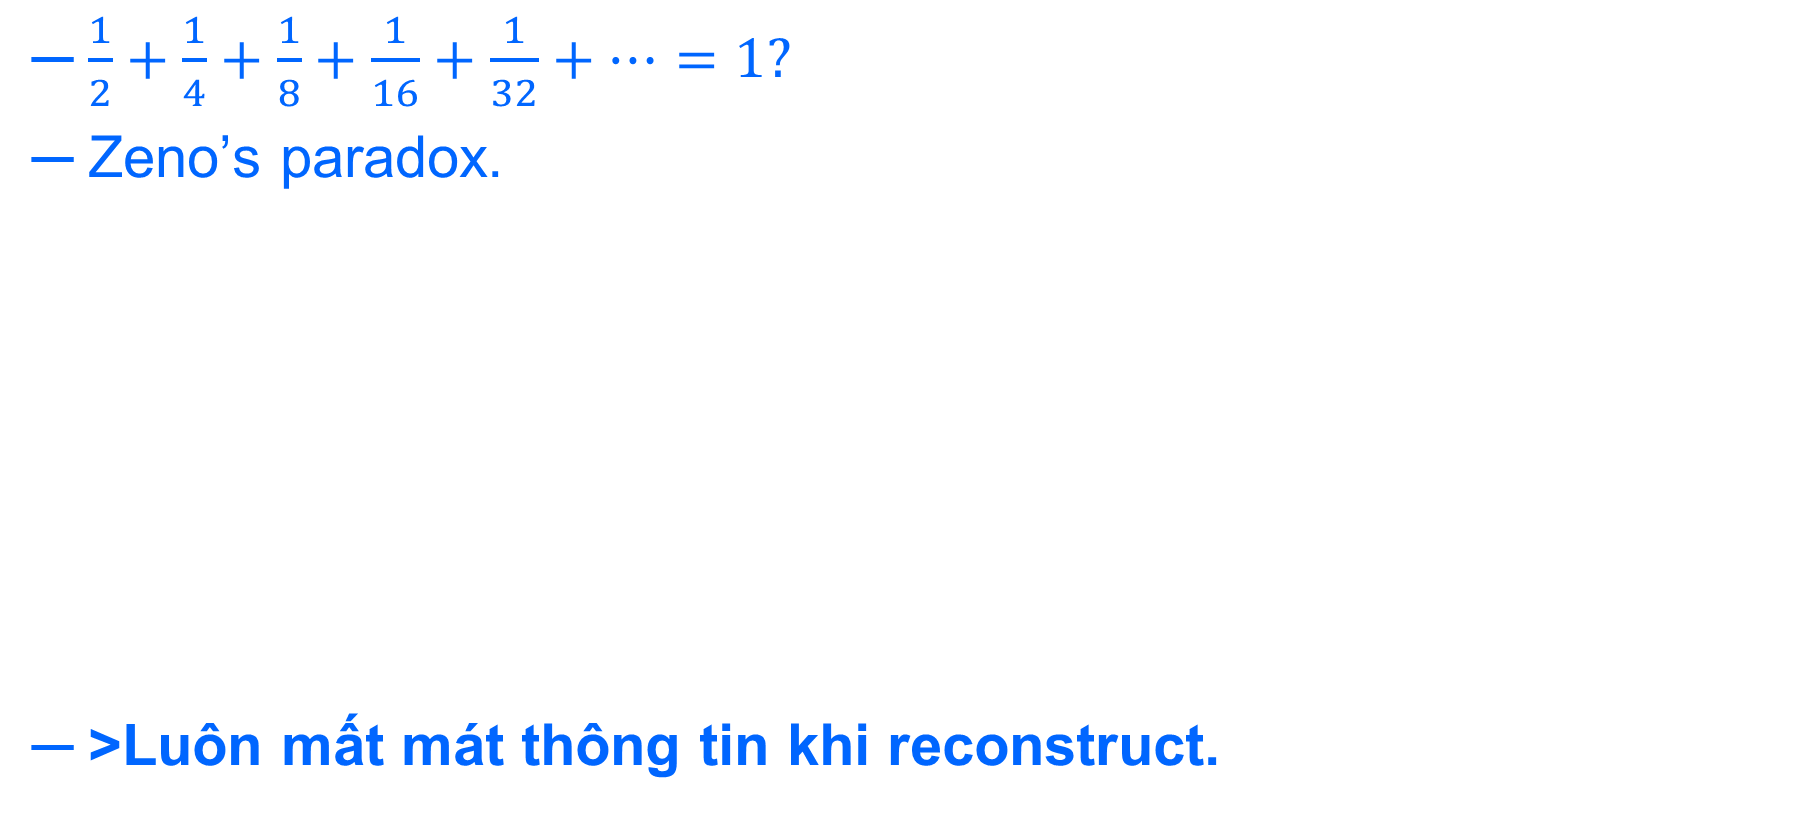 – 1/2 + 1/4 + 1/8 + 1/16 + 1/32 + ⋯ = 1?
– Zeno’s paradox.
– >Luôn mất mát thông tin khi reconstruct.